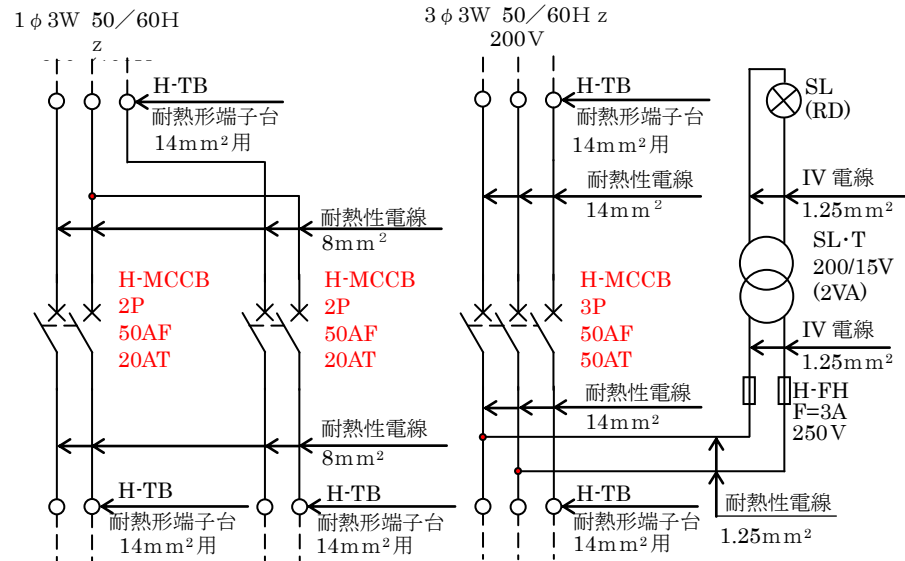 1φ3W 50／60H
z
H-TB
耐熱形端子台
14mm²用
耐熱性電線
8mm²
H-MCCB
2P
50AF
20AT
H-MCCB
2P
50AF
20AT
耐熱性電線
8mm²
H-TB
耐熱形端子台
14mm²用
H-TB
耐熱形端子台
14mm²用
3φ3W 50／60Hz
200V
H-TB
耐熱形端子台
14mm²用
耐熱性電線
14mm²
H-MCCB
3P
50AF
50AT
耐熱性電線
14mm²
H-TB
耐熱形端子台
14mm²用
SL
(RD)
IV 電線
1.25mm²
SL･T
200/15V
(2VA)
IV 電線
1.25mm²
H-FH
F=3A
250V
耐熱性電線
1.25mm²